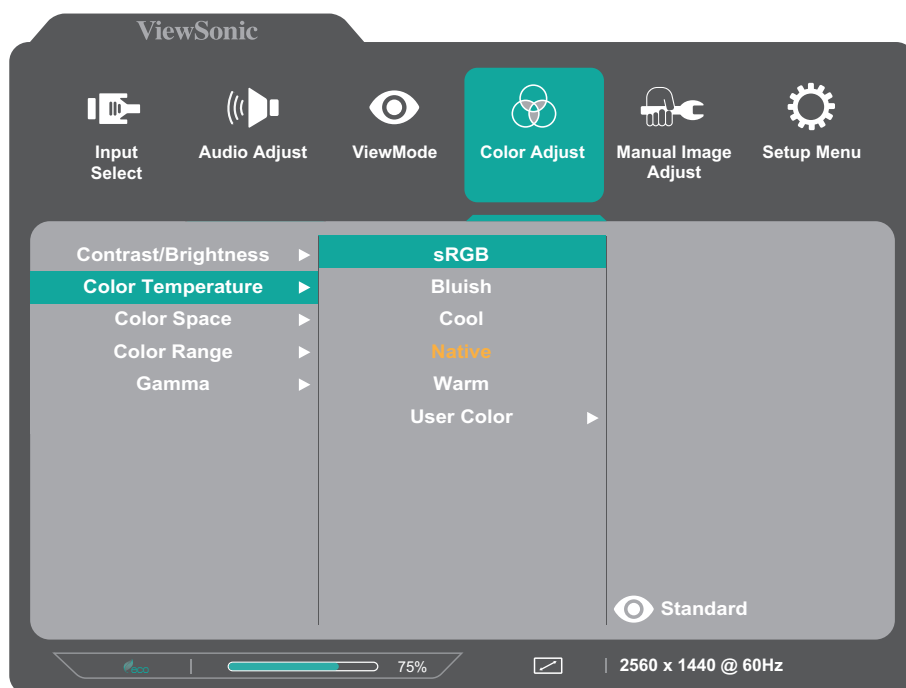 ViewSonic
Input
Select
Audio Adjust
ViewMode
Color Adjust
Manual Image
Adjust
Setup Menu
Contrast/Brightness
Color Temperature
Color Space
Color Range
Gamma
sRGB
Bluish
Cool
Native
Warm
User Color
Standard
eco
75%
2560 x 1440 @ 60Hz